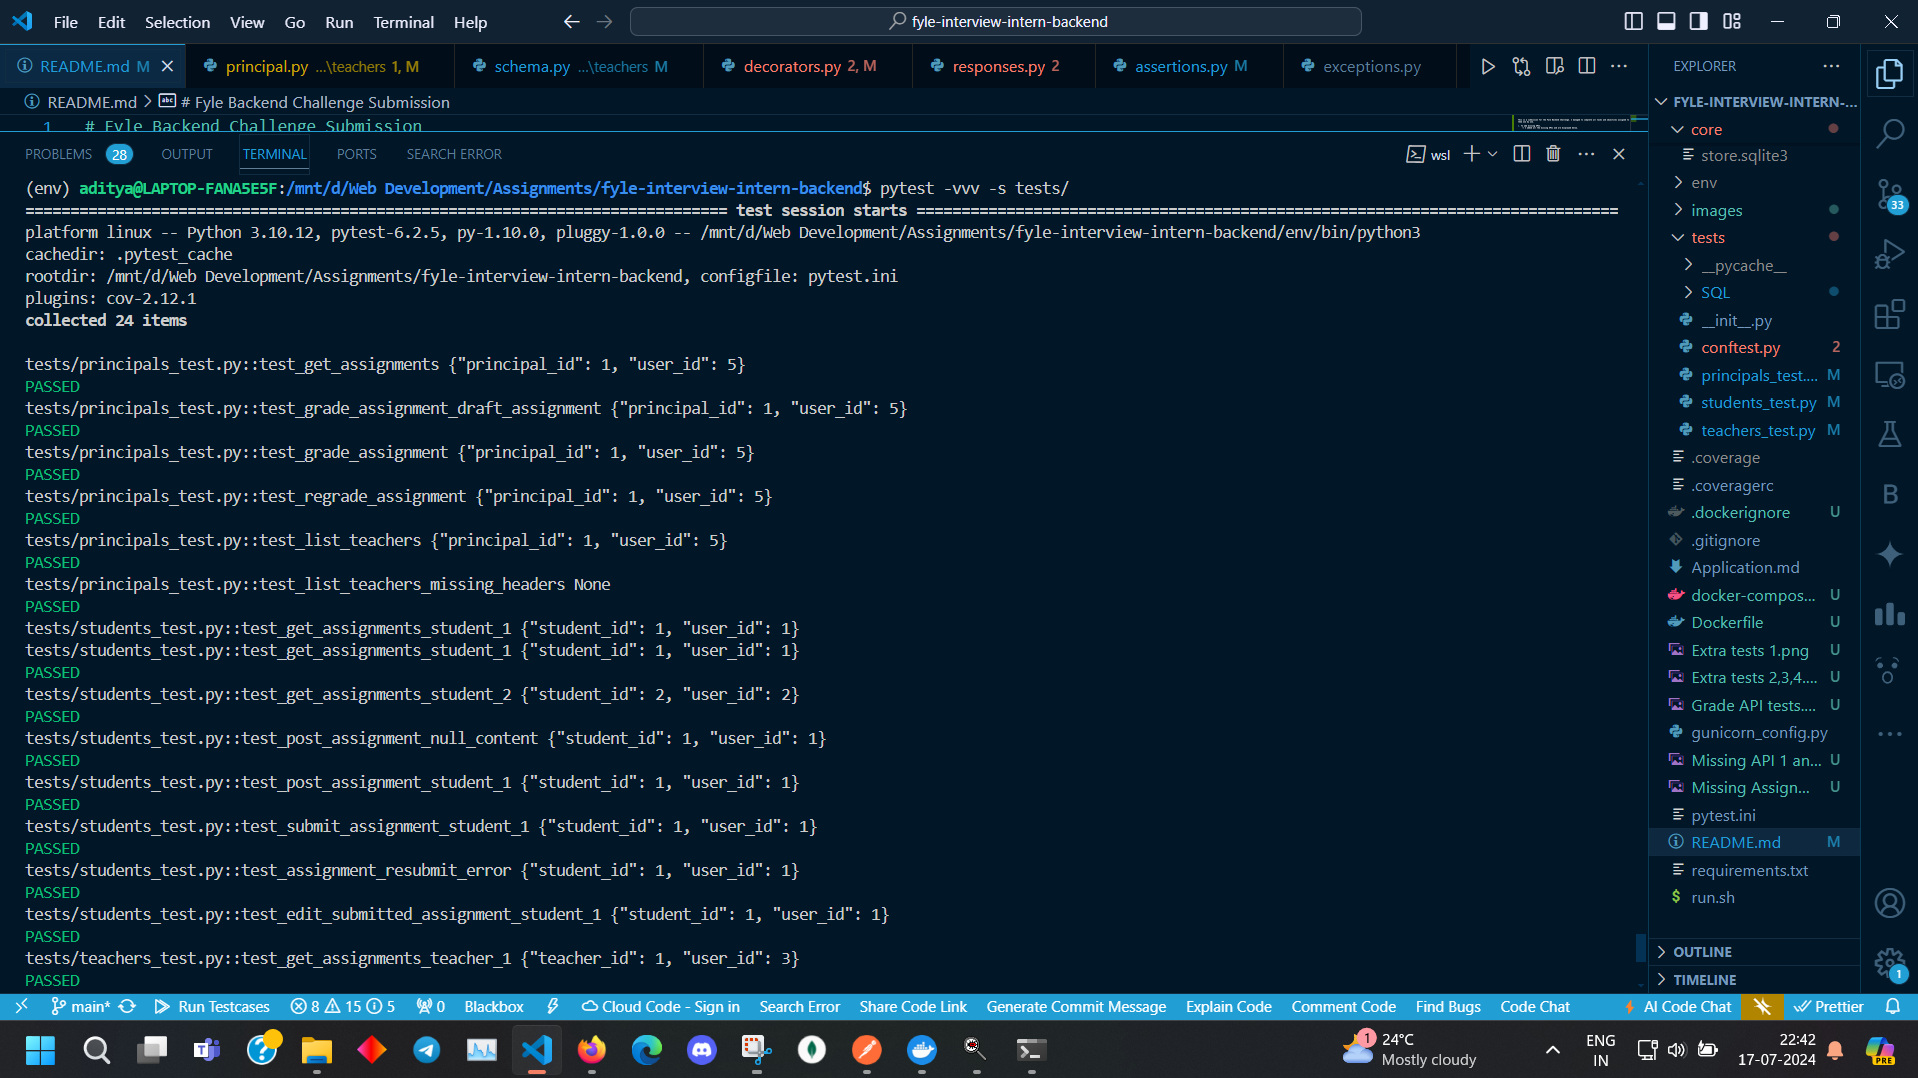 File Edit Selection View Go Run Terminal Help
fyle-interview-intern-backend
README.md M
principal.py ...\teachers 1, M
schema.py ...\teachers M
decorators.py 2, M
responses.py 2
assertions.py M
exceptions.py
README.md > # Fyle Backend Challenge Submission
1 # Fyle Backend Challenge Submission
PROBLEMS 28 OUTPUT TERMINAL PORTS SEARCH ERROR
wsl
(env) aditya@LAPTOP-FANA5E5F:/mnt/d/Web Development/Assignments/fyle-interview-intern-backend$ pytest -vvv -s tests/
============================================================================== test session starts ==============================================================================
platform linux -- Python 3.10.12, pytest-6.2.5, py-1.10.0, pluggy-1.0.0 -- /mnt/d/Web Development/Assignments/fyle-interview-intern-backend/env/bin/python3
cachedir: .pytest_cache
rootdir: /mnt/d/Web Development/Assignments/fyle-interview-intern-backend, configfile: pytest.ini
plugins: cov-2.12.1
collected 24 items
tests/principals_test.py::test_get_assignments {"principal_id": 1, "user_id": 5}
PASSED
tests/principals_test.py::test_grade_assignment_draft_assignment {"principal_id": 1, "user_id": 5}
PASSED
tests/principals_test.py::test_grade_assignment {"principal_id": 1, "user_id": 5}
PASSED
tests/principals_test.py::test_regrade_assignment {"principal_id": 1, "user_id": 5}
PASSED
tests/principals_test.py::test_list_teachers {"principal_id": 1, "user_id": 5}
PASSED
tests/principals_test.py::test_list_teachers_missing_headers None
PASSED
tests/students_test.py::test_get_assignments_student_1 {"student_id": 1, "user_id": 1}
tests/students_test.py::test_get_assignments_student_1 {"student_id": 1, "user_id": 1}
PASSED
tests/students_test.py::test_get_assignments_student_2 {"student_id": 2, "user_id": 2}
PASSED
tests/students_test.py::test_post_assignment_null_content {"student_id": 1, "user_id": 1}
PASSED
tests/students_test.py::test_post_assignment_student_1 {"student_id": 1, "user_id": 1}
PASSED
tests/students_test.py::test_submit_assignment_student_1 {"student_id": 1, "user_id": 1}
PASSED
tests/students_test.py::test_assignment_resubmit_error {"student_id": 1, "user_id": 1}
PASSED
tests/students_test.py::test_edit_submitted_assignment_student_1 {"student_id": 1, "user_id": 1}
PASSED
tests/teachers_test.py::test_get_assignments_teacher_1 {"teacher_id": 1, "user_id": 3}
PASSED
EXPLORER
FYLE-INTERVIEW-INTERN-...
core
store.sqlite3
env
images
tests
__pycache__
SQL
__init__.py
conftest.py 2
principals_test.... M
students_test.py M
teachers_test.py M
.coverage
.coveragerc
.dockerignore U
.gitignore
Application.md
docker-compos... U
Dockerfile U
Extra tests 1.png U
Extra tests 2,3,4.... U
Grade API tests.... U
gunicorn_config.py
Missing API 1 an... U
Missing Assign... U
pytest.ini
README.md M
requirements.txt
run.sh
OUTLINE
TIMELINE
33
B
1
main* Run Testcases 8 15 5 0 Blackbox Cloud Code - Sign in Search Error Share Code Link Generate Commit Message Explain Code Comment Code Find Bugs Code Chat AI Code Chat Prettier
1
24°C
Mostly cloudy
ENG
IN
22:42
17-07-2024
PRE